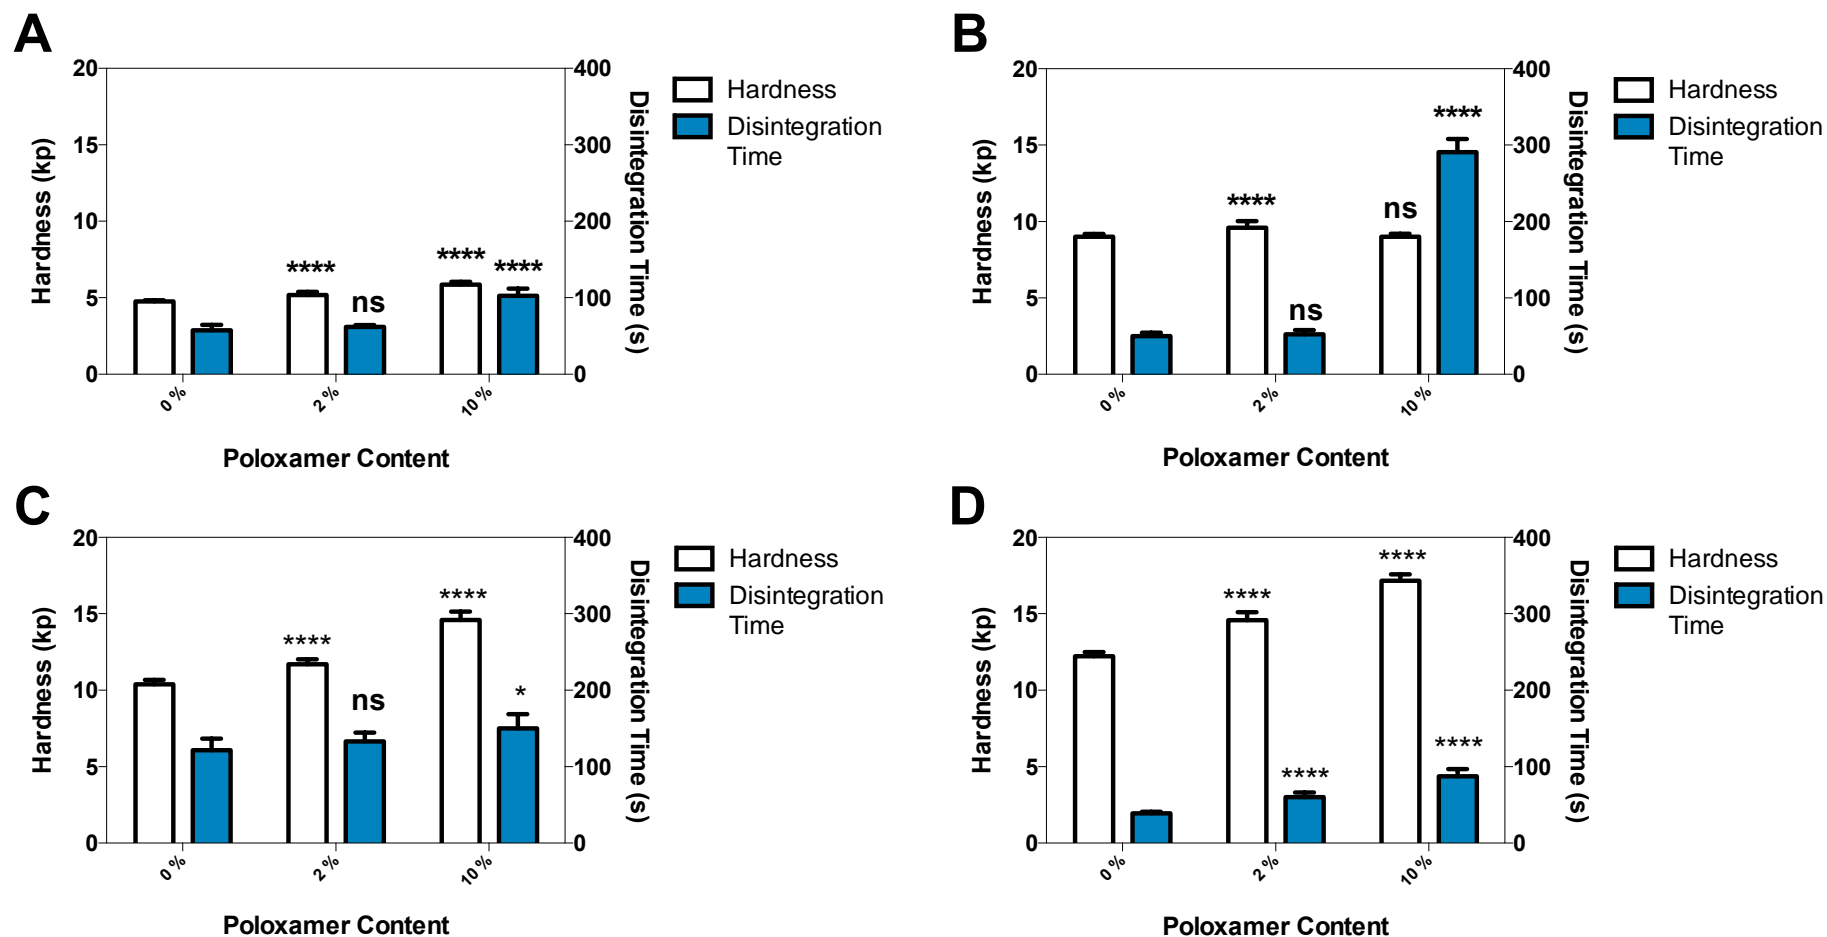 A
Hardness (kp)
20
15
10
5
0
****
ns
****
****
400
300
200
100
0
Disintegration Time (s)
0 %
2 %
10 %
Poloxamer Content
Hardness
Disintegration
Time
B
Hardness (kp)
20
15
10
5
0
****
ns
ns
****
400
300
200
100
0
Disintegration Time (s)
0 %
2 %
10 %
Poloxamer Content
Hardness
Disintegration
Time
C
Hardness (kp)
20
15
10
5
0
****
ns
****
*
400
300
200
100
0
Disintegration Time (s)
0 %
2 %
10 %
Poloxamer Content
Hardness
Disintegration
Time
D
Hardness (kp)
20
15
10
5
0
****
****
****
****
400
300
200
100
0
Disintegration Time (s)
0 %
2 %
10 %
Poloxamer Content
Hardness
Disintegration
Time